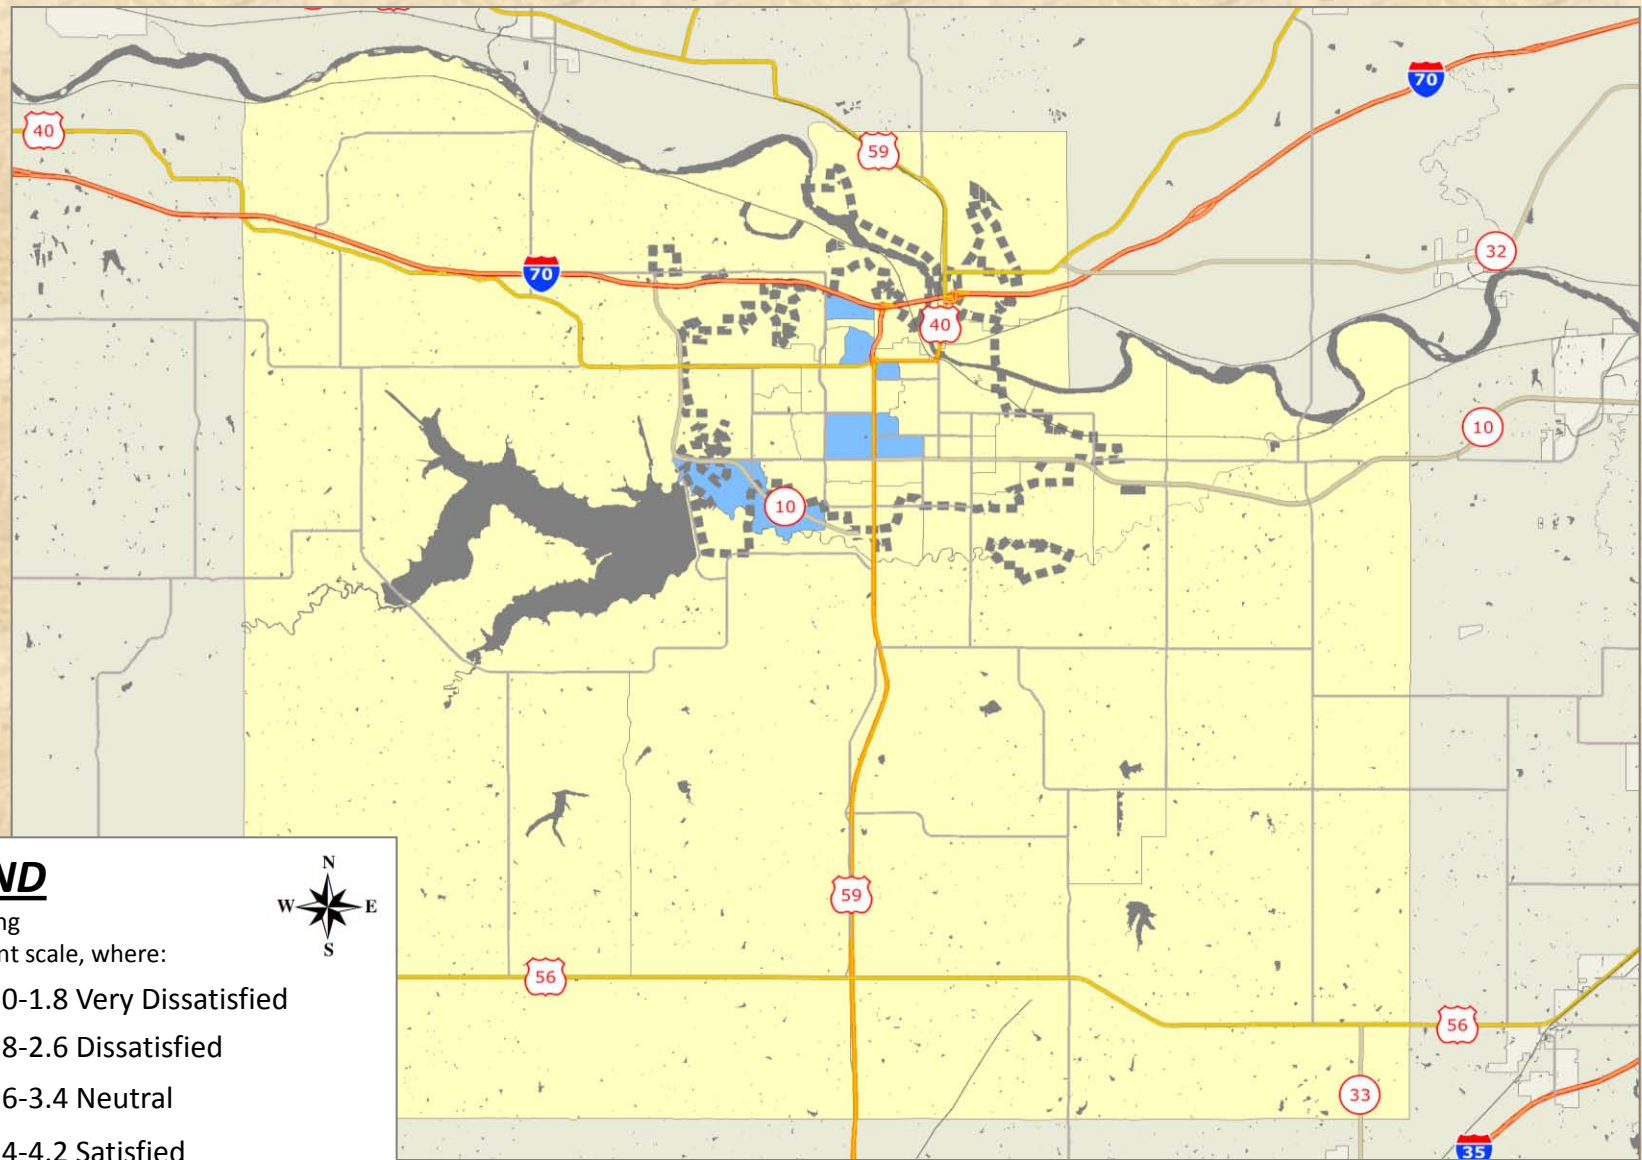 70
40
59
32
70
40
10
10
59
56
56
33
35
ND
N
W E
S
ng
nt scale, where:
0-1.8 Very Dissatisfied
8-2.6 Dissatisfied
6-3.4 Neutral
4-4.2 Satisfied